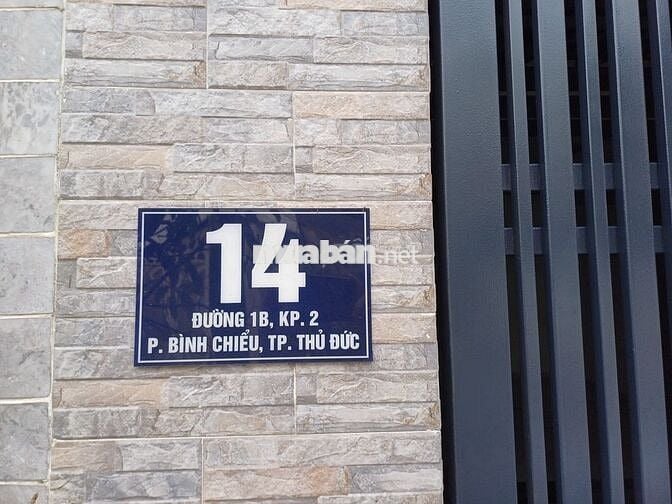 14
ĐƯỜNG 1B, KP. 2
P. BÌNH CHIỂU, TP. THỦ ĐỨC